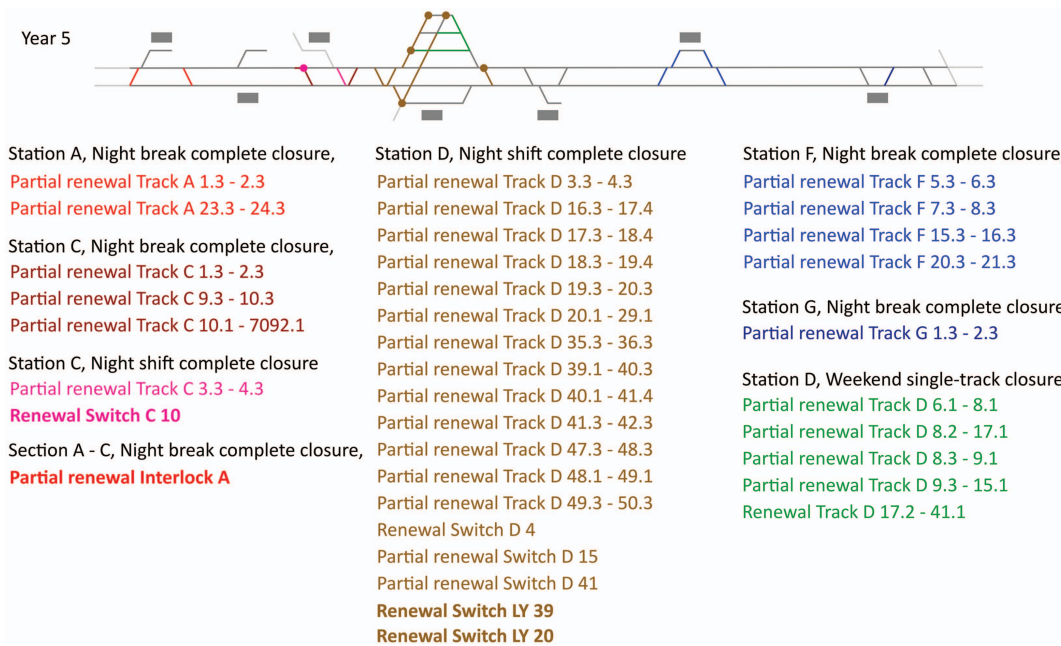 Year 5
Station A, Night break complete closure,
Partial renewal Track A 1.3 - 2.3
Partial renewal Track A 23.3 - 24.3
Station C, Night break complete closure,
Partial renewal Track C 1.3 - 2.3
Partial renewal Track C 9.3 - 10.3
Partial renewal Track C 10.1 - 7092.1
Station C, Night shift complete closure
Partial renewal Track C 3.3 - 4.3
Renewal Switch C 10
Section A - C, Night break complete closure,
Partial renewal Interlock A
Station D, Night shift complete closure
Partial renewal Track D 3.3 - 4.3
Partial renewal Track D 16.3 - 17.4
Partial renewal Track D 17.3 - 18.4
Partial renewal Track D 18.3 - 19.4
Partial renewal Track D 19.3 - 20.3
Partial renewal Track D 20.1 - 29.1
Partial renewal Track D 35.3 - 36.3
Partial renewal Track D 39.1 - 40.3
Partial renewal Track D 40.1 - 41.4
Partial renewal Track D 41.3 - 42.3
Partial renewal Track D 47.3 - 48.3
Partial renewal Track D 48.1 - 49.1
Partial renewal Track D 49.3 - 50.3
Renewal Switch D 4
Partial renewal Switch D 15
Partial renewal Switch D 41
Renewal Switch LY 39
Renewal Switch LY 20
Station F, Night break complete closure
Partial renewal Track F 5.3 - 6.3
Partial renewal Track F 7.3 - 8.3
Partial renewal Track F 15.3 - 16.3
Partial renewal Track F 20.3 - 21.3
Station G, Night break complete closure
Partial renewal Track G 1.3 - 2.3
Station D, Weekend single-track closure
Partial renewal Track D 6.1 - 8.1
Partial renewal Track D 8.2 - 17.1
Partial renewal Track D 8.3 - 9.1
Partial renewal Track D 9.3 - 15.1
Renewal Track D 17.2 - 41.1